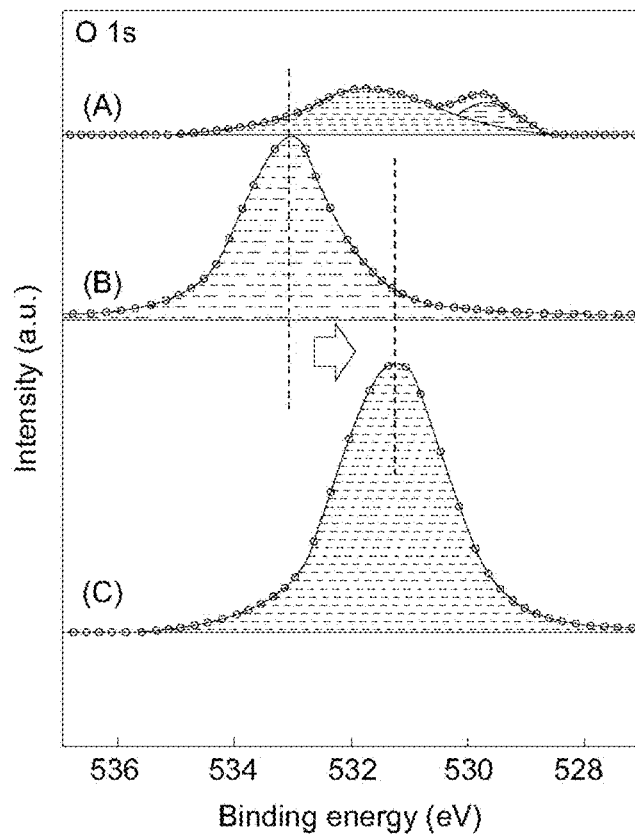 O 1s
(A)
(B)
(C)
Intensity (a.u.)
536 534 532 530 528
Binding energy (eV)